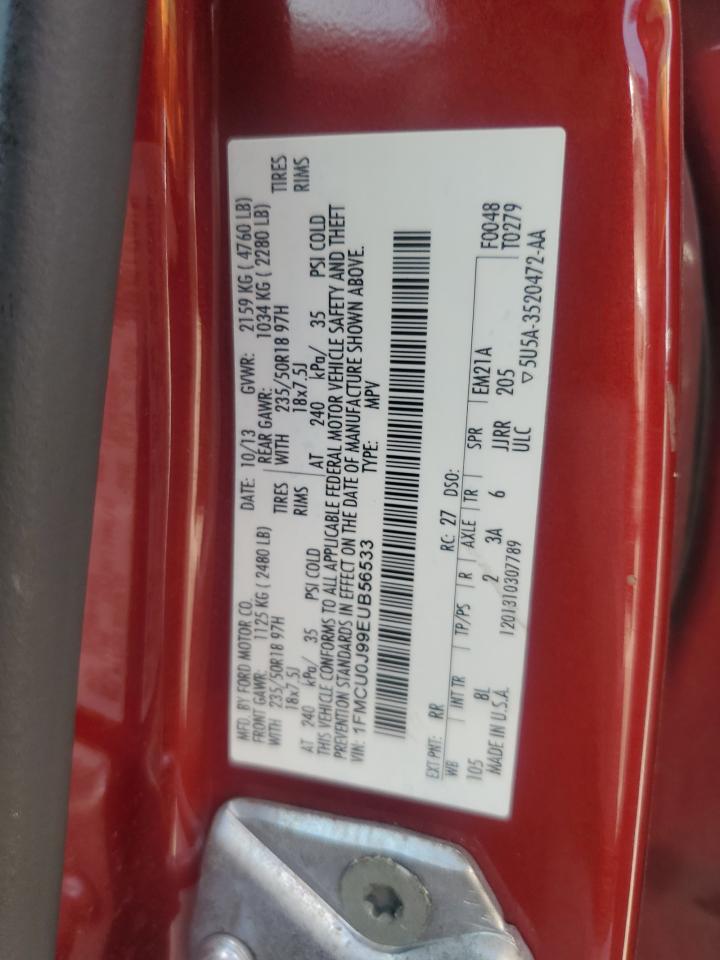 MFD. BY FORD MOTOR CO. DATE: 10/13 GVWR: 2159 KG ( 4760 LB)
FRONT GAWR: 1125 KG ( 2480 LB) REAR GAWR: 1034 KG ( 2280 LB)
WITH 235/50R18 97H TIRES WITH 235/50R18 97H TIRES
18x7.5J RIMS 18x7.5J RIMS
AT 240 kPa/ 35 PSI COLD AT 240 kPa/ 35 PSI COLD
THIS VEHICLE CONFORMS TO ALL APPLICABLE FEDERAL MOTOR VEHICLE SAFETY AND THEFT
PREVENTION STANDARDS IN EFFECT ON THE DATE OF MANUFACTURE SHOWN ABOVE.
VIN: 1FMCU0J99EUB56533 TYPE: MPV
EXT PNT: RR RC: 27 DSO: F0048
WB INT TR TP/PS R AXLE TR SPR EM21A T0279
105 8L 2 3A 6 JJRR 205
MADE IN U.S.A. 1201310307789 ULC ▽5U5A-3520472-AA